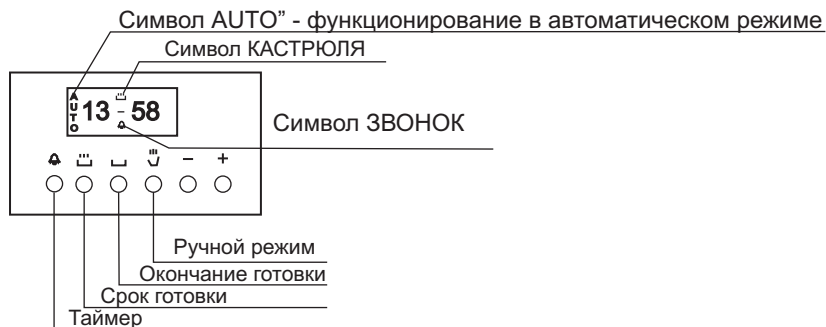 Символ AUTO” - функционирование в автоматическом режиме
Символ КАСТРЮЛЯ
AUTO 13 - 58
Символ ЗВОНОК
- +
Ручной режим
Окончание готовки
Срок готовки
Таймер